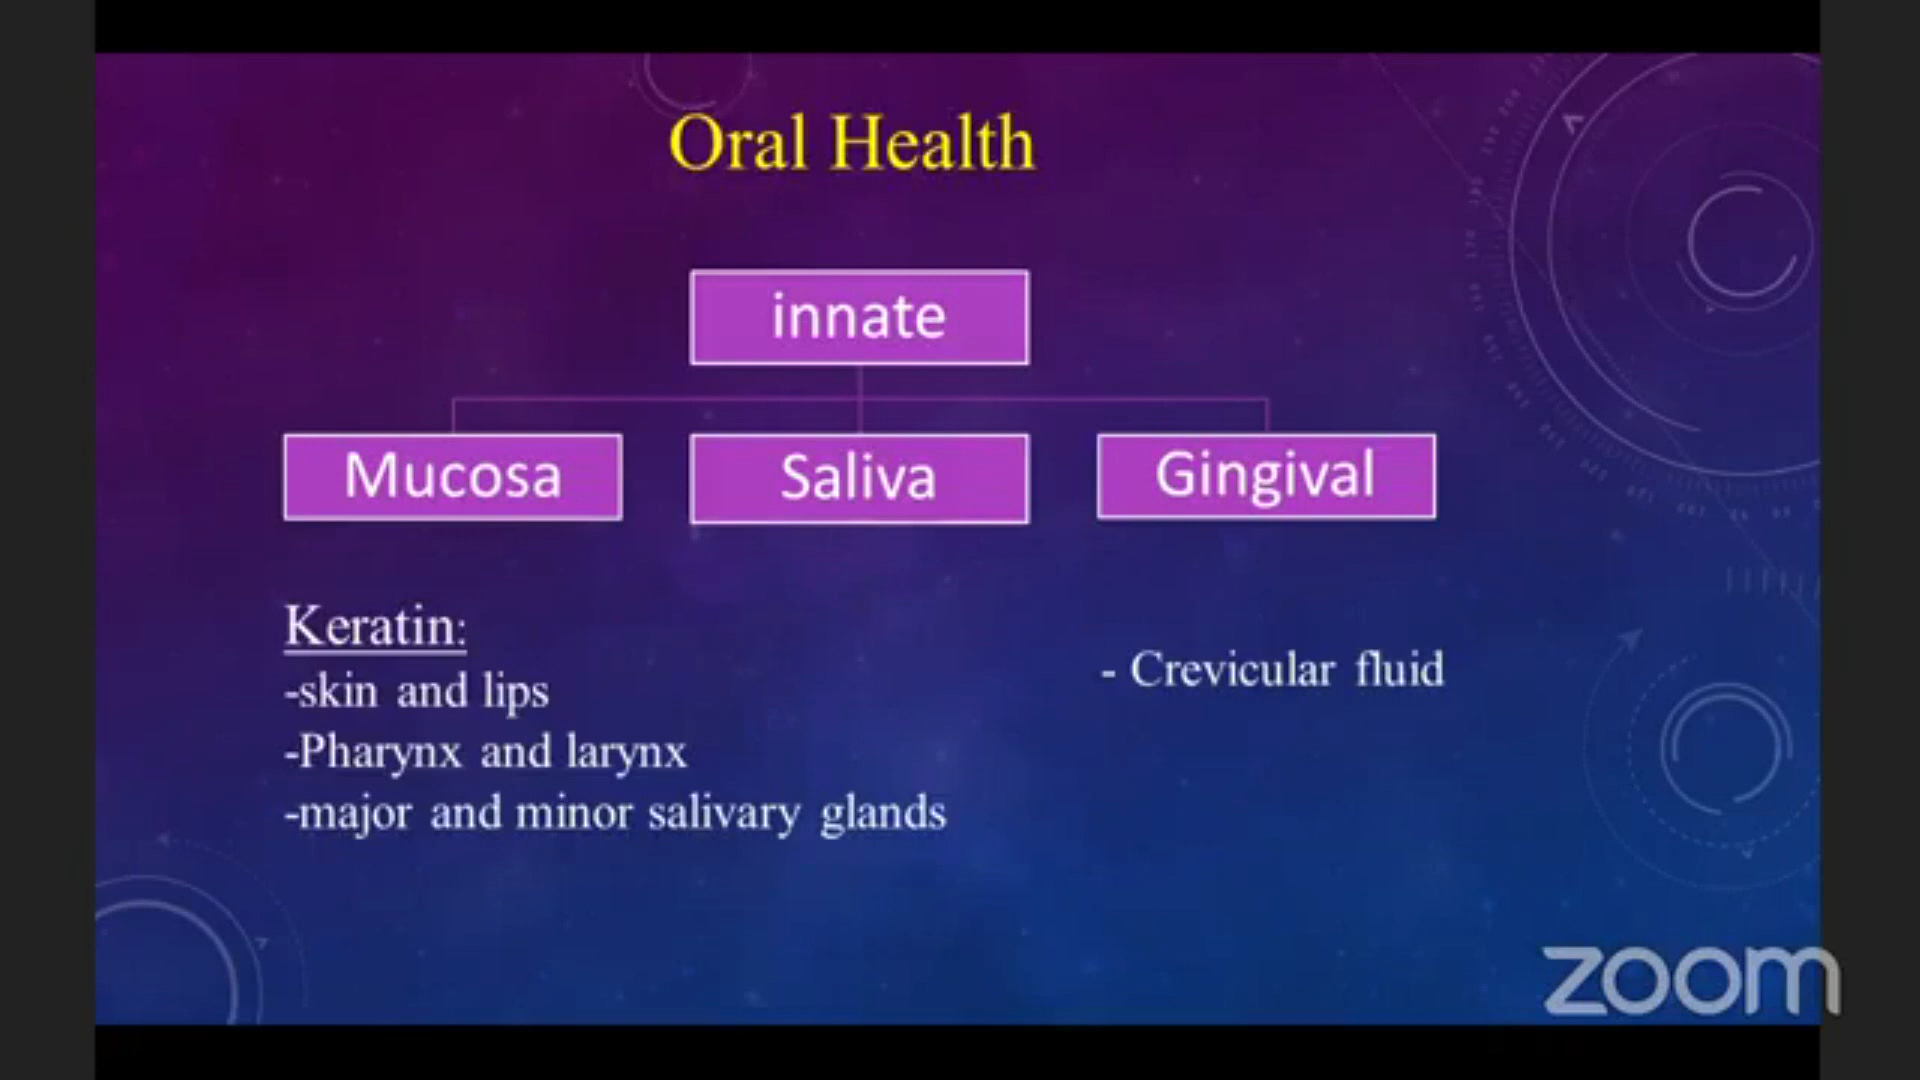 Oral Health
innate
Mucosa
Saliva
Gingival
Keratin:
-skin and lips
-Pharynx and larynx
-major and minor salivary glands
- Crevicular fluid
zoom